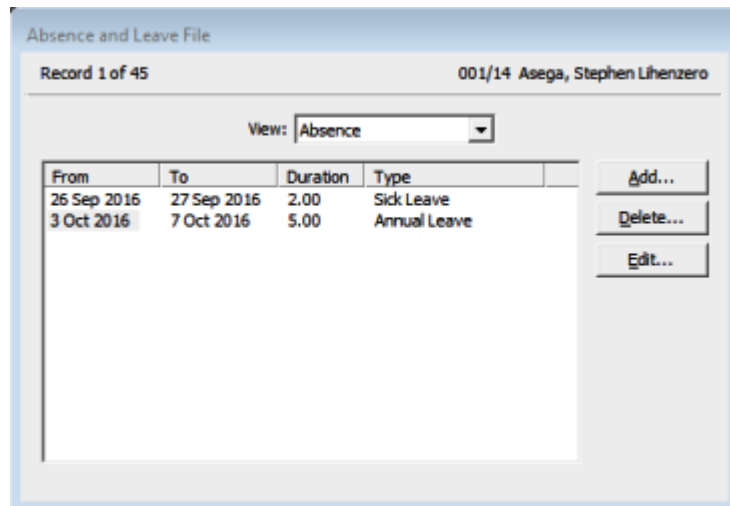 Absence and Leave File
Record 1 of 45 001/14 Asega, Stephen Lihenzero
View: Absence
From To Duration Type
26 Sep 2016 27 Sep 2016 2.00 Sick Leave
3 Oct 2016 7 Oct 2016 5.00 Annual Leave
Add...
Delete...
Edit...